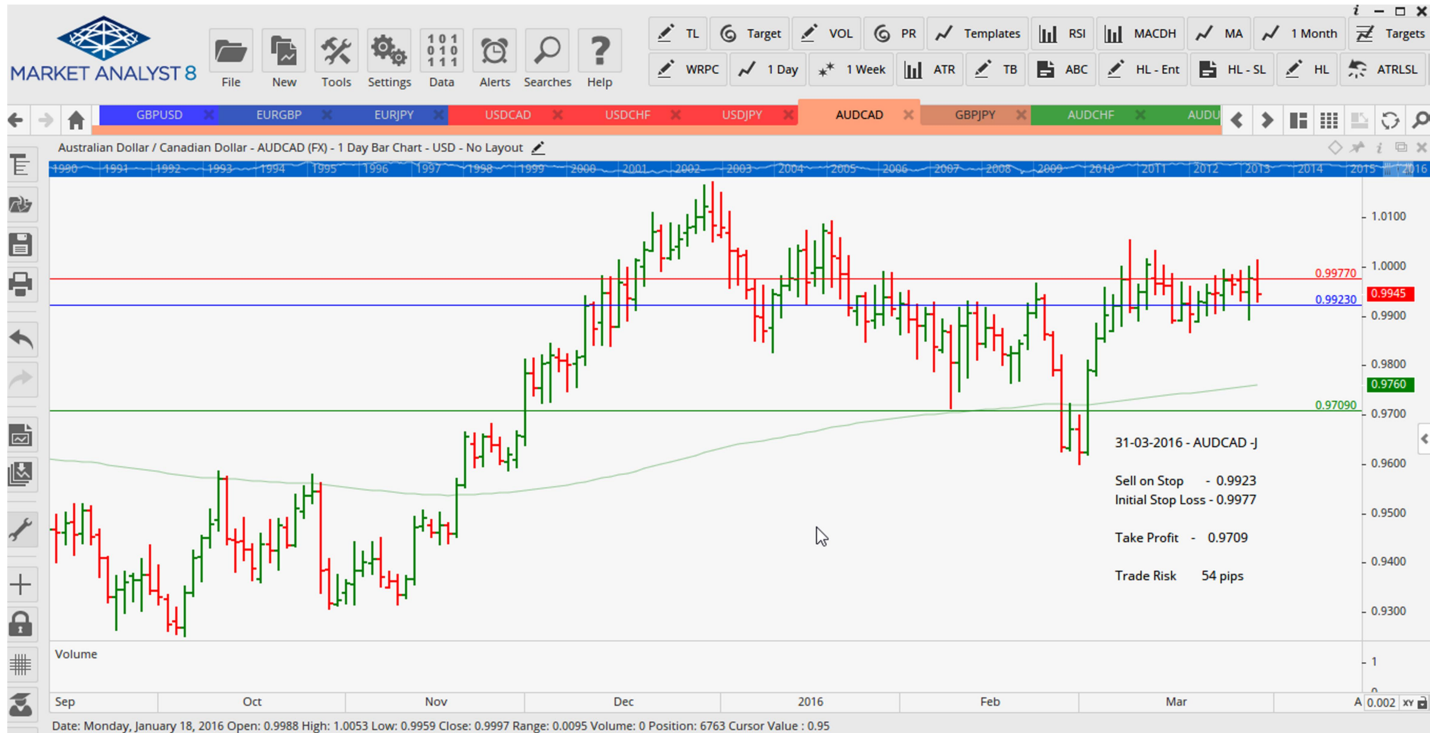 MARKET ANALYST 8
File New Tools Settings Data Alerts Searches Help
TL Target VOL PR Templates RSI MACDH MA 1 Month Targets
WRPC 1 Day 1 Week ATR TB ABC HL - Ent HL - SL HL ATRLSL
GBPUSD EURGBP EURJPY USDCAD USDCHF USDJPY AUDCAD GBPJPY AUDCHF AUDU
Australian Dollar / Canadian Dollar - AUDCAD (FX) - 1 Day Bar Chart - USD - No Layout
1990 1991 1992 1993 1994 1995 1996 1997 1998 1999 2000 2001 2002 2003 2004 2005 2006 2007 2008 2009 2010 2011 2012 2013 2014 2015 2016
1.0100
1.0000
0.99770
0.9945
0.99230
0.9900
0.9800
0.9760
0.97090
0.9700
31-03-2016 - AUDCAD -J
0.9600
Sell on Stop - 0.9923
Initial Stop Loss - 0.9977
0.9500
Take Profit - 0.9709
0.9400
Trade Risk 54 pips
0.9300
Volume
1
0
Sep Oct Nov Dec 2016 Feb Mar A 0.002 XY
Date: Monday, January 18, 2016 Open: 0.9988 High: 1.0053 Low: 0.9959 Close: 0.9997 Range: 0.0095 Volume: 0 Position: 6763 Cursor Value : 0.95